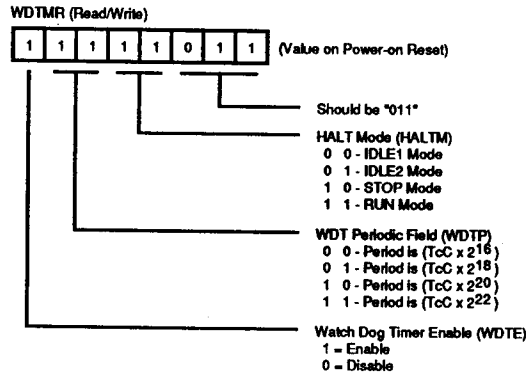 WDTMR (Read/Write)
1 1 1 1 1 0 1 1 (Value on Power-on Reset)
Should be "011"
HALT Mode (HALTM)
0 0 - IDLE1 Mode
0 1 - IDLE2 Mode
1 0 - STOP Mode
1 1 - RUN Mode
WDT Periodic Field (WDTP)
0 0 - Period is (TcC x 2^16)
0 1 - Period is (TcC x 2^18)
1 0 - Period is (TcC x 2^20)
1 1 - Period is (TcC x 2^22)
Watch Dog Timer Enable (WDTE)
1 = Enable
0 = Disable